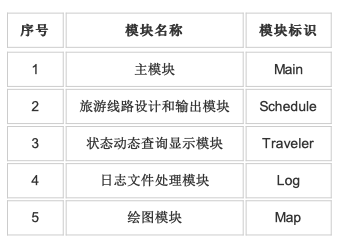 序号 模块名称 模块标识
1 主模块 Main
2 旅游线路设计和输出模块 Schedule
3 状态动态查询显示模块 Traveler
4 日志文件处理模块 Log
5 绘图模块 Map